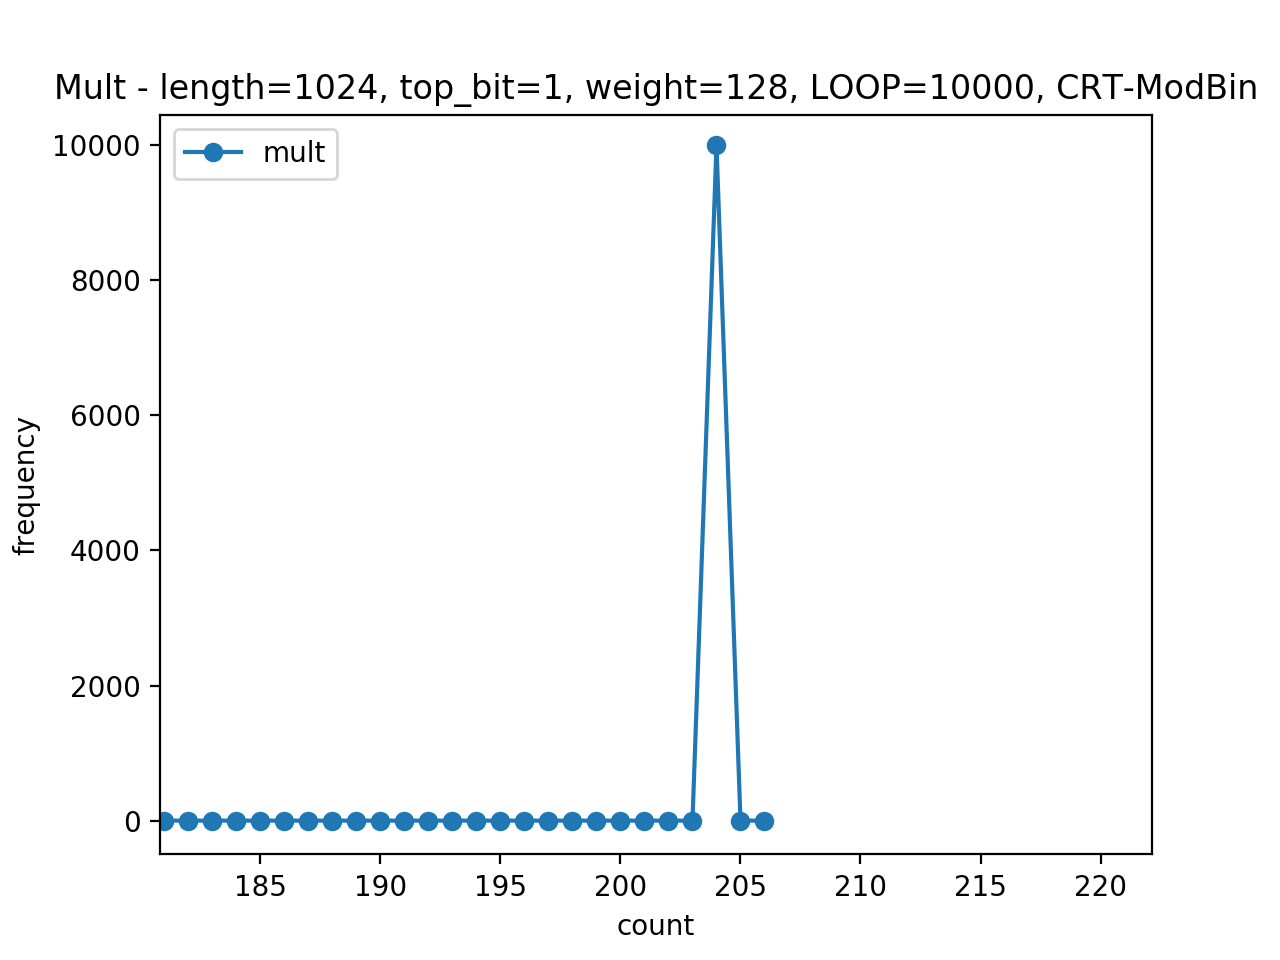 Mult - length=1024, top_bit=1, weight=128, LOOP=10000, CRT-ModBin
mult
10000
8000
6000
4000
2000
0
frequency
185 190 195 200 205 210 215 220
count